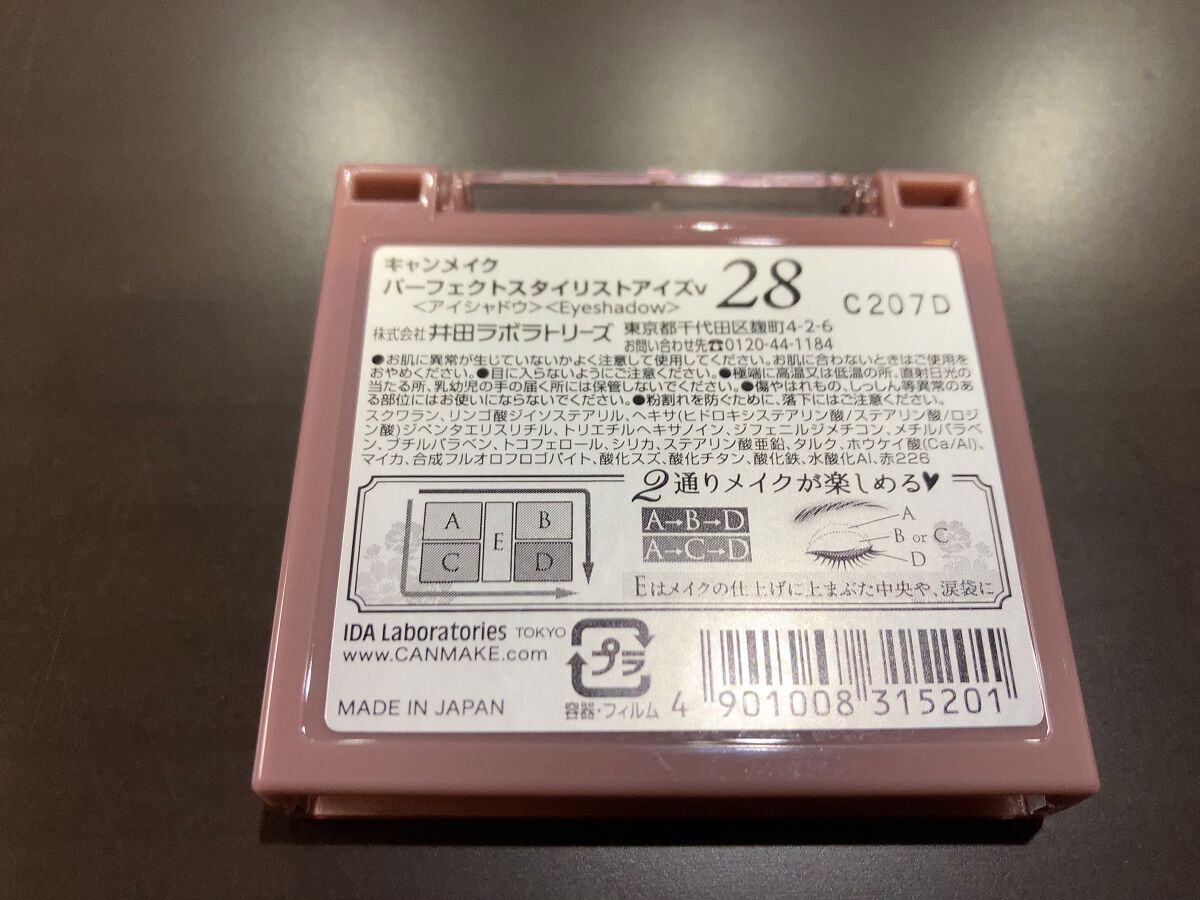 キャンメイク
パーフェクトスタイリストアイズv
<アイシャドウ><Eyeshadow>
28
C207D
株式会社 井田ラボラトリーズ 東京都千代田区麹町4-2-6
お問い合わせ先☎0120-44-1184
●お肌に異常が生じていないかよく注意して使用してください。お肌に合わないときはご使用を
おやめください。●目に入らないようにご注意ください。●極端に高温又は低温の所、直射日光の
当たる所、乳幼児の手の届く所には保管しないでください。●傷やはれもの、しっしん等異常のあ
る部位にはお使いにならないでください。●粉割れを防ぐために、落下にはご注意ください。
スクワラン、リンゴ酸ジイソステアリル、ヘキサ(ヒドロキシステアリン酸/ステアリン酸/ロジ
ン酸)ジペンタエリスリチル、トリエチルヘキサノイン、ジフェニルジメチコン、メチルパラベ
ン、ブチルパラベン、トコフェロール、シリカ、ステアリン酸亜鉛、タルク、ホウケイ酸(Ca/Al)、
マイカ、合成フルオロフロゴパイト、酸化スズ、酸化チタン、酸化鉄、水酸化Al、赤226
2通りメイクが楽しめる♥
A B
E
C D
A→B→D
A→C→D
A
B or C
D
Eはメイクの仕上げに上まぶた中央や、涙袋に
IDA Laboratories TOKYO
www.CANMAKE.com
MADE IN JAPAN
プラ
容器・フィルム
4 901008 315201